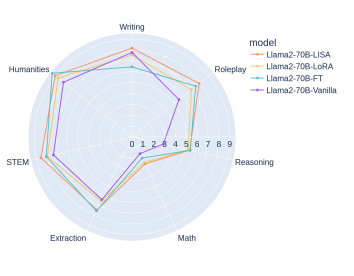 Writing
model
Llama2-70B-LISA
Llama2-70B-LoRA
Llama2-70B-FT
Llama2-70B-Vanilla
Humanities
Roleplay
0 1 2 3 4 5 6 7 8 9
STEM
Reasoning
Extraction
Math